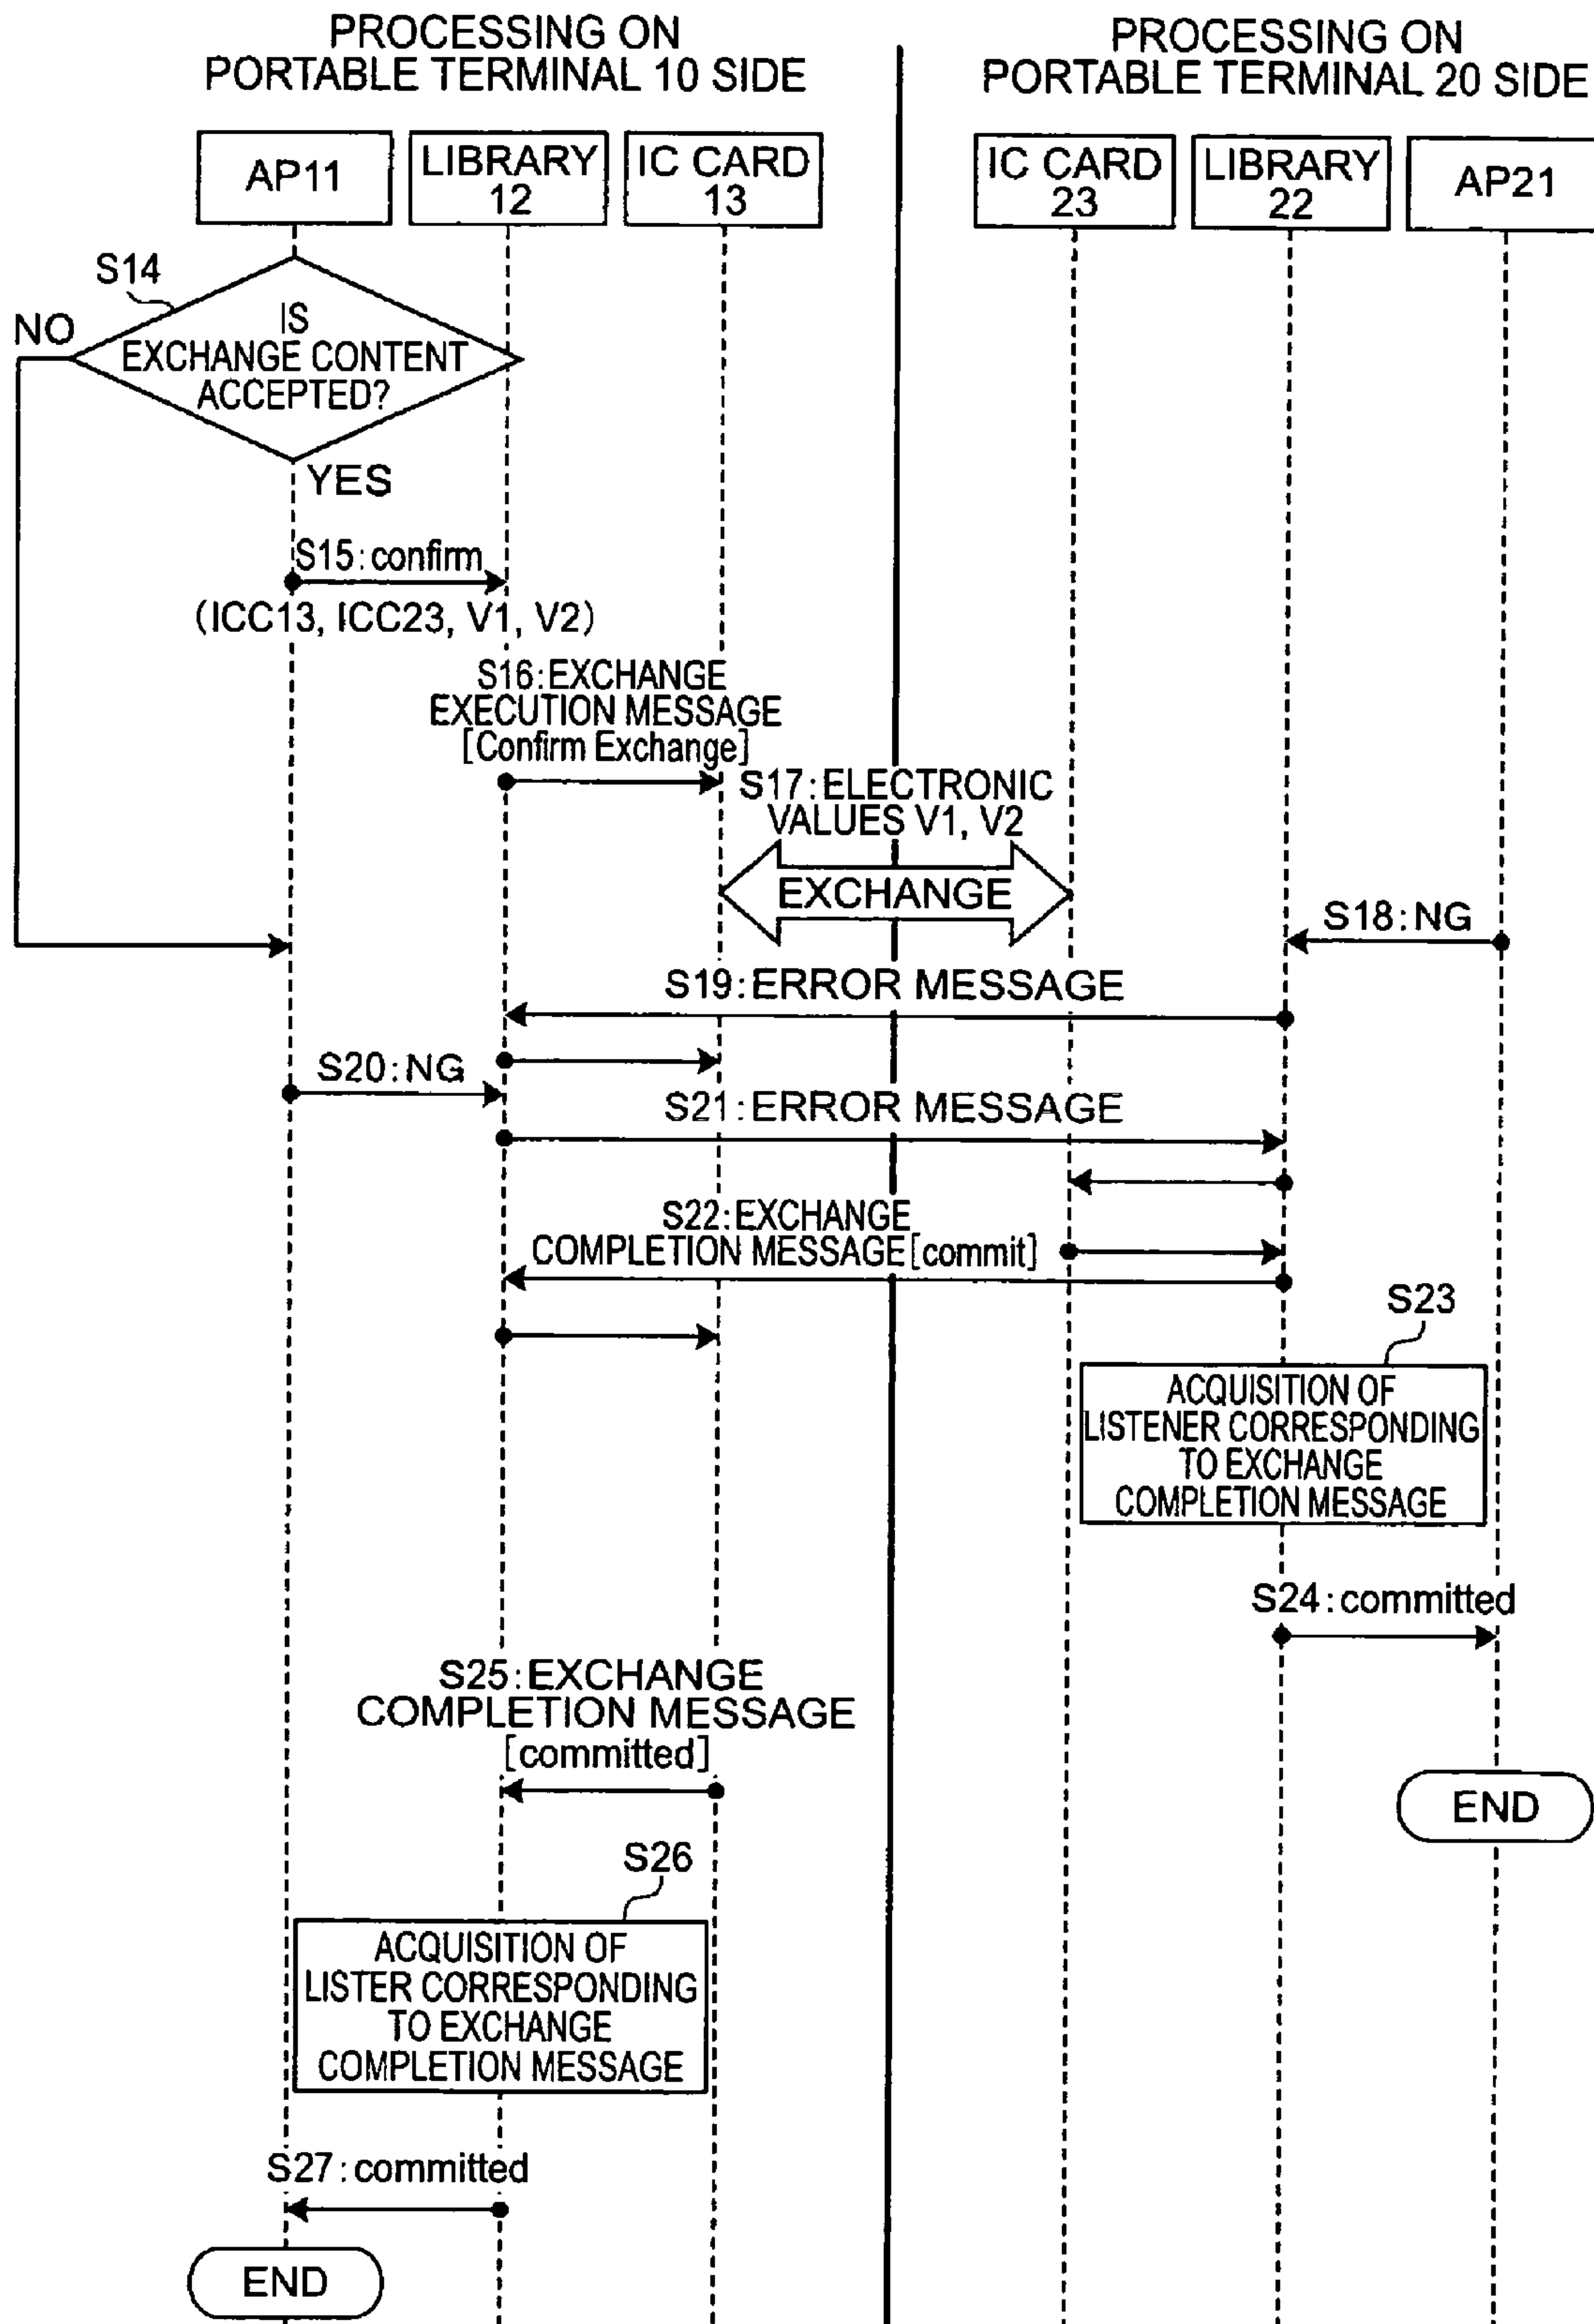 PROCESSING ON
PORTABLE TERMINAL 10 SIDE
PROCESSING ON
PORTABLE TERMINAL 20 SIDE
AP11
LIBRARY
12
IC CARD
13
IC CARD
23
LIBRARY
22
AP21
S14
NO
IS
EXCHANGE CONTENT
ACCEPTED?
YES
S15:confirm
(ICC13, ICC23, V1, V2)
S16:EXCHANGE
EXECUTION MESSAGE
[Confirm Exchange]
S17:ELECTRONIC
VALUES V1, V2
EXCHANGE
S18:NG
S19:ERROR MESSAGE
S20:NG
S21:ERROR MESSAGE
S22:EXCHANGE
COMPLETION MESSAGE[commit]
S23
ACQUISITION OF
LISTENER CORRESPONDING
TO EXCHANGE
COMPLETION MESSAGE
S24:committed
S25:EXCHANGE
COMPLETION MESSAGE
[committed]
END
S26
ACQUISITION OF
LISTER CORRESPONDING
TO EXCHANGE
COMPLETION MESSAGE
S27:committed
END